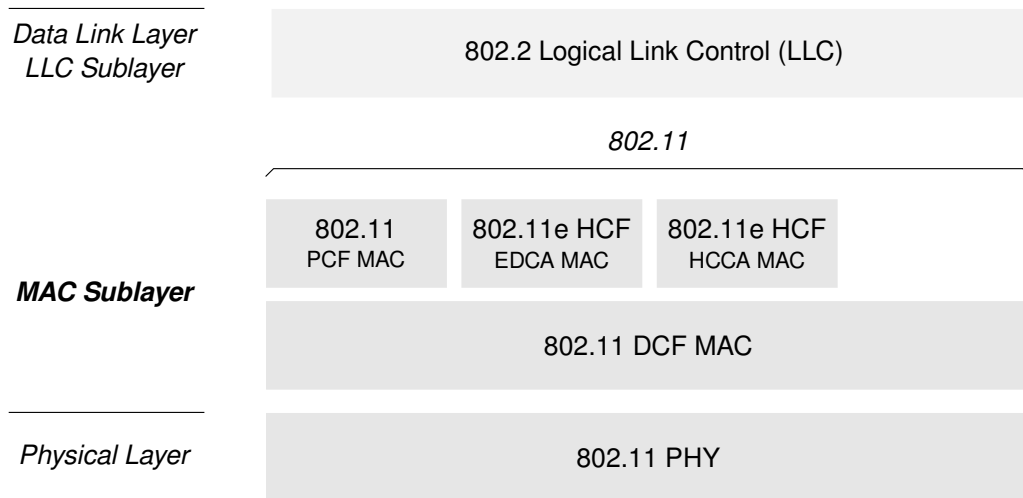 Data Link Layer
LLC Sublayer
802.2 Logical Link Control (LLC)
802.11
802.11
PCF MAC
802.11e HCF
EDCA MAC
802.11e HCF
HCCA MAC
MAC Sublayer
802.11 DCF MAC
Physical Layer
802.11 PHY